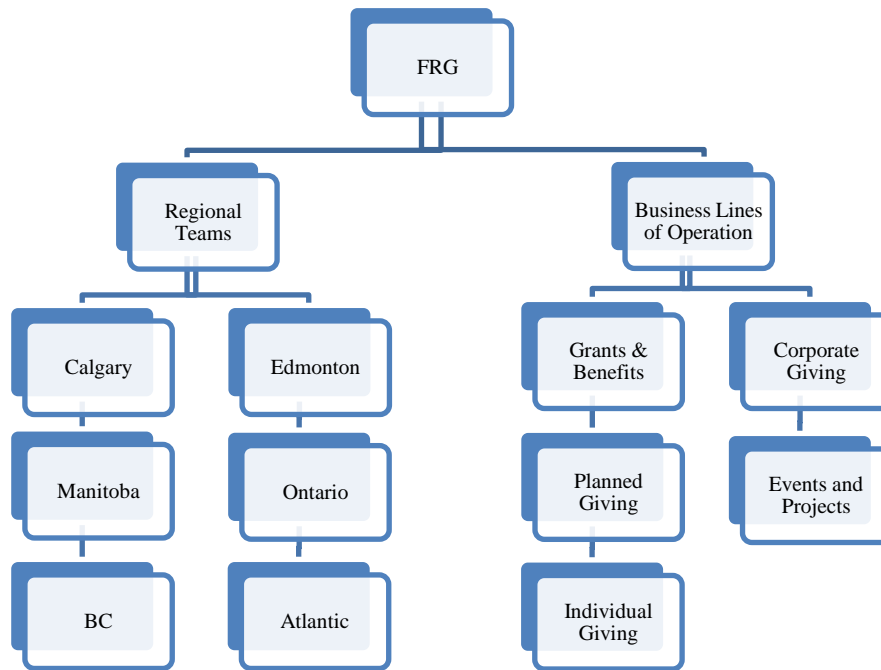 FRG
Regional
Teams
Business Lines
of Operation
Calgary
Edmonton
Grants &
Benefits
Corporate
Giving
Manitoba
Ontario
Planned
Giving
Events and
Projects
BC
Atlantic
Individual
Giving